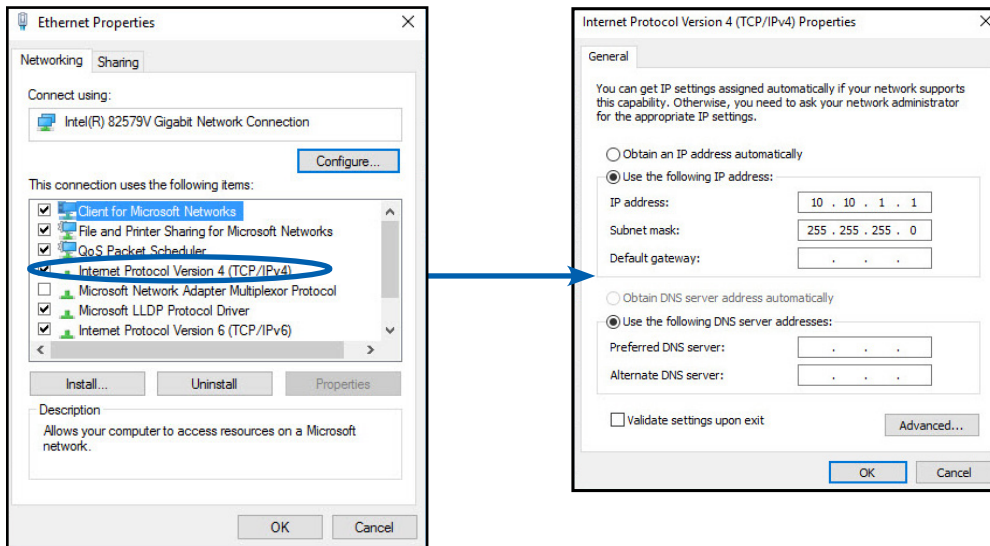 Ethernet Properties
Networking
Sharing
Connect using:
Intel(R) 82579V Gigabit Network Connection
Configure...
This connection uses the following items:
Client for Microsoft Networks
File and Printer Sharing for Microsoft Networks
QoS Packet Scheduler
Internet Protocol Version 4 (TCP/IPv4)
Microsoft Network Adapter Multiplexor Protocol
Microsoft LLDP Protocol Driver
Internet Protocol Version 6 (TCP/IPv6)
Install...
Uninstall
Properties
Description
Allows your computer to access resources on a Microsoft
network.
OK
Cancel
Internet Protocol Version 4 (TCP/IPv4) Properties
General
You can get IP settings assigned automatically if your network supports
this capability. Otherwise, you need to ask your network administrator
for the appropriate IP settings.
Obtain an IP address automatically
Use the following IP address:
IP address:
10 . 10 . 1 . 1
Subnet mask:
255 . 255 . 255 . 0
Default gateway:
. . .
Obtain DNS server address automatically
Use the following DNS server addresses:
Preferred DNS server:
. . .
Alternate DNS server:
. . .
Validate settings upon exit
Advanced...
OK
Cancel